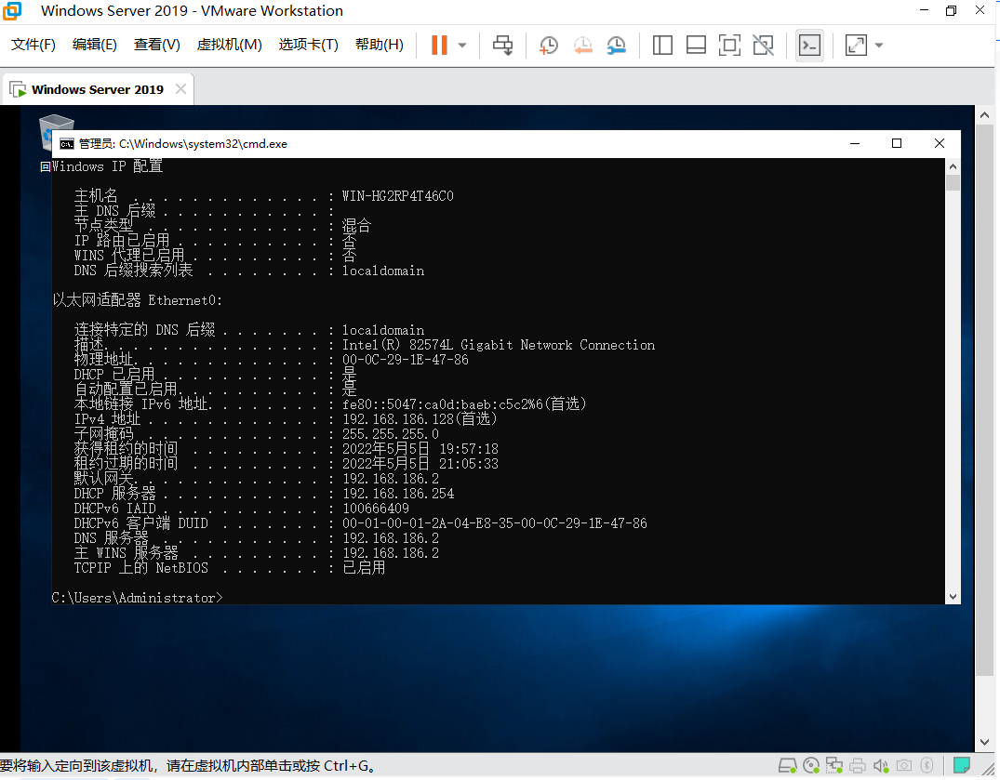 Windows Server 2019 - VMware Workstation
文件(F) 编辑(E) 查看(V) 虚拟机(M) 选项卡(T) 帮助(H)
Windows Server 2019
管理员: C:\Windows\system32\cmd.exe
回
Windows IP 配置
主机名 . . . . . . . . . . . . . : WIN-HG2RP4T46C0
主 DNS 后缀 . . . . . . . . . . . :
节点类型 . . . . . . . . . . . . : 混合
IP 路由已启用 . . . . . . . . . . : 否
WINS 代理已启用 . . . . . . . . . : 否
DNS 后缀搜索列表 . . . . . . . . : localdomain
以太网适配器 Ethernet0:
连接特定的 DNS 后缀 . . . . . . . : localdomain
描述. . . . . . . . . . . . . . . : Intel(R) 82574L Gigabit Network Connection
物理地址. . . . . . . . . . . . . : 00-0C-29-1E-47-86
DHCP 已启用 . . . . . . . . . . . : 是
自动配置已启用. . . . . . . . . . : 是
本地链接 IPv6 地址. . . . . . . . : fe80::5047:ca0d:baeb:c5c2%6(首选)
IPv4 地址 . . . . . . . . . . . . : 192.168.186.128(首选)
子网掩码 . . . . . . . . . . . . : 255.255.255.0
获得租约的时间 . . . . . . . . . : 2022年5月5日 19:57:18
租约过期的时间 . . . . . . . . . : 2022年5月5日 21:05:33
默认网关. . . . . . . . . . . . . : 192.168.186.2
DHCP 服务器 . . . . . . . . . . . : 192.168.186.254
DHCPv6 IAID . . . . . . . . . . . : 100666409
DHCPv6 客户端 DUID . . . . . . . : 00-01-00-01-2A-04-E8-35-00-0C-29-1E-47-86
DNS 服务器 . . . . . . . . . . . : 192.168.186.2
主 WINS 服务器 . . . . . . . . . : 192.168.186.2
TCPIP 上的 NetBIOS . . . . . . . : 已启用
C:\Users\Administrator>
要将输入定向到该虚拟机，请在虚拟机内部单击或按 Ctrl+G。